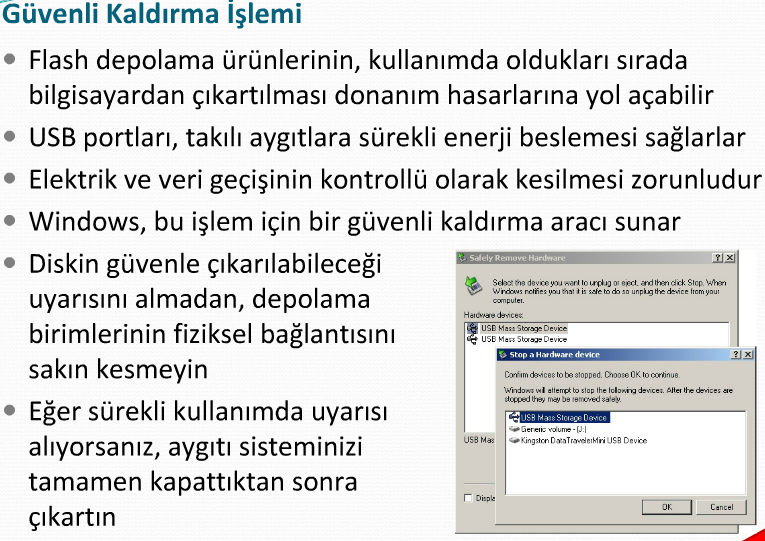 Güvenli Kaldırma İşlemi
• Flash depolama ürünlerinin, kullanımda oldukları sırada
bilgisayardan çıkartılması donanım hasarlarına yol açabilir
• USB portları, takılı aygıtlara sürekli enerji beslemesi sağlarlar
• Elektrik ve veri geçişinin kontrollü olarak kesilmesi zorunludur
• Windows, bu işlem için bir güvenli kaldırma aracı sunar
• Diskin güvenle çıkarılabileceği
uyarısını almadan, depolama
birimlerinin fiziksel bağlantısını
sakın kesmeyin
• Eğer sürekli kullanımda uyarısı
alıyorsanız, aygıtı sisteminizi
tamamen kapattıktan sonra
çıkartın
Safely Remove Hardware
Select the device you want to unplug or eject, and then click Stop. When
Windows notifies you that it is safe to do so unplug the device from your
computer.
Hardware devices:
USB Mass Storage Device
USB Mass Storage Device
USB Mas
Displa
Stop a Hardware device
Confirm devices to be stopped, Choose OK to continue.
Windows will attempt to stop the following devices. After the devices are
stopped they may be removed safely.
USB Mass Storage Device
Generic volume - (J:)
Kingston DataTravelerMini USB Device
OK
Cancel